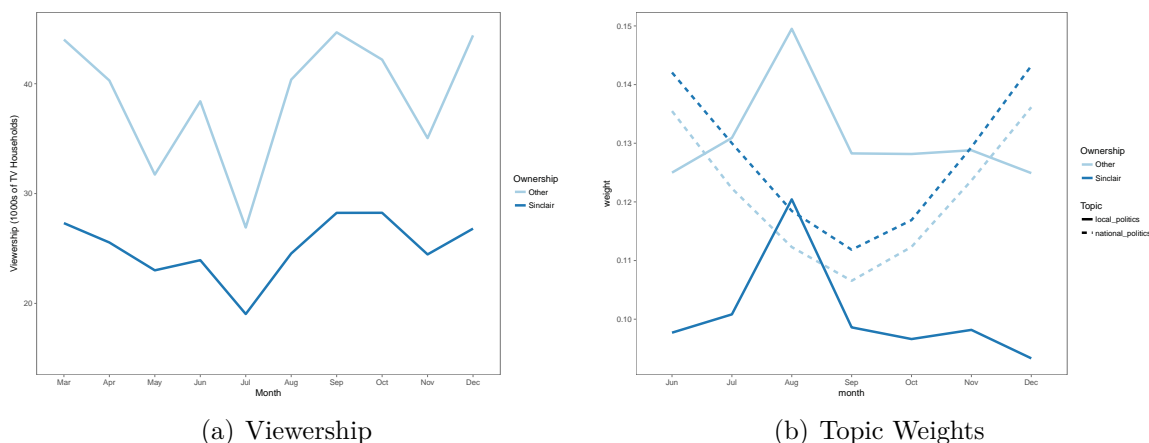 Viewership (1000s of TV Households)
40
30
20
Mar Apr May Jun Jul Aug Sep Oct Nov Dec
Month
Ownership
Other
Sinclair
(a) Viewership
weight
0.15
0.14
0.13
0.12
0.11
0.10
Jun Jul Aug Sep Oct Nov Dec
month
Ownership
Other
Sinclair
Topic
local_politics
national_politics
(b) Topic Weights